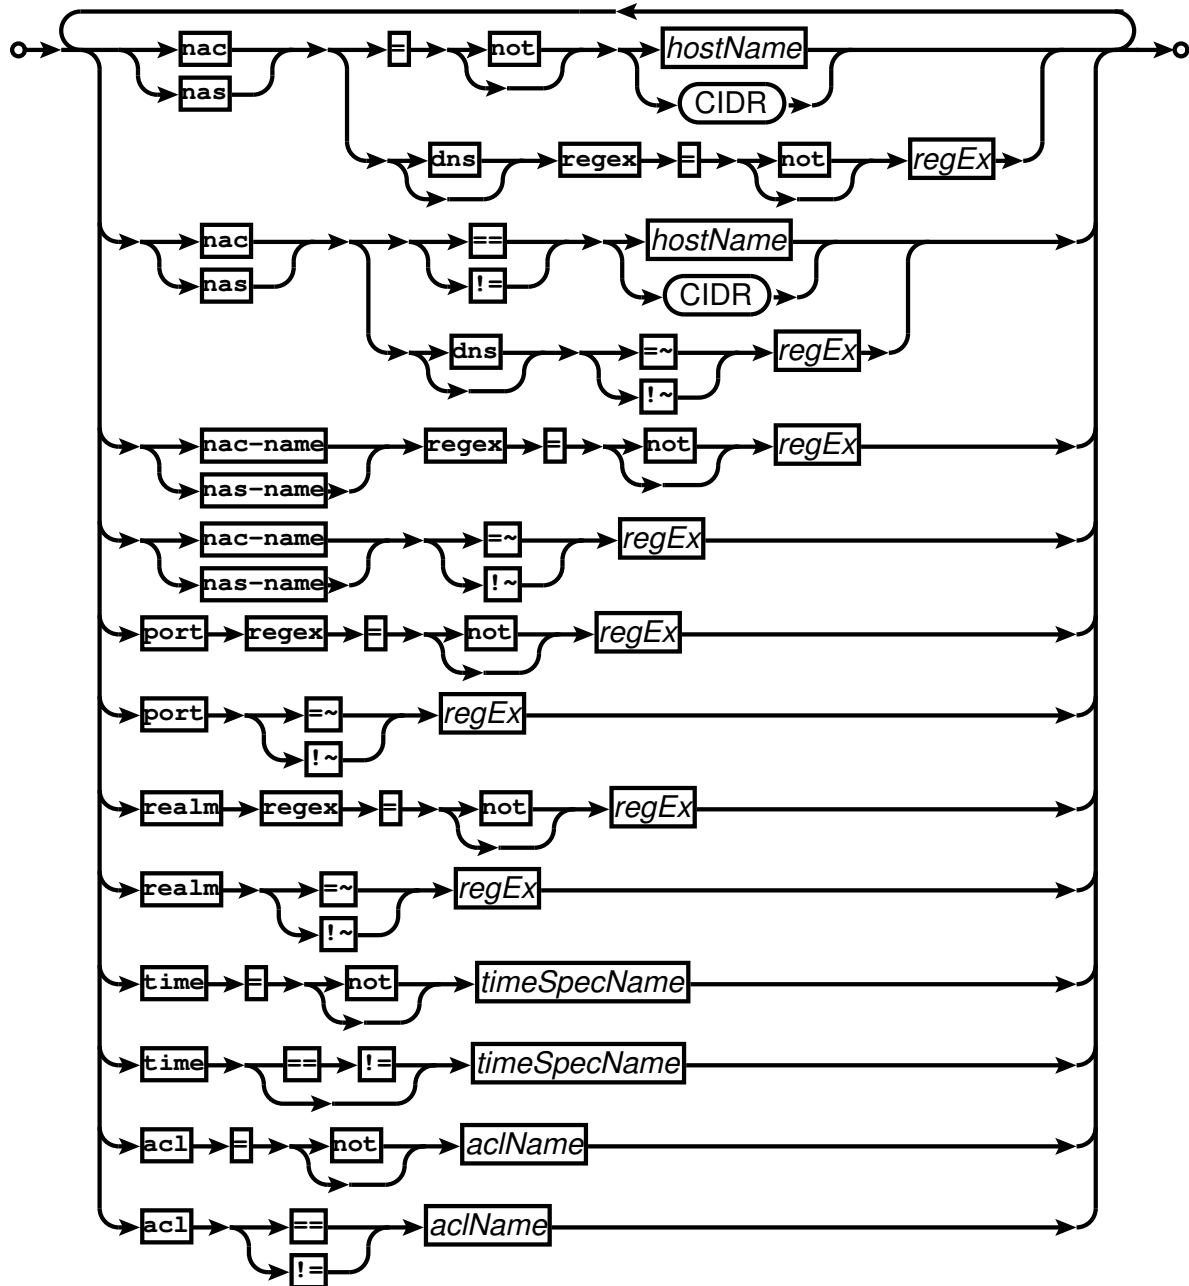 nac = not hostName
nas CIDR
dns regex = not regEx
nac == hostName
nas != CIDR
dns =~ regEx
!~
nac-name regex = not regEx
nas-name
nac-name =~ regEx
nas-name !~
port regex = not regEx
port =~ regEx
!~
realm regex = not regEx
realm =~ regEx
!~
time = not timeSpecName
time == != timeSpecName
acl = not aclName
acl == aclName
!=